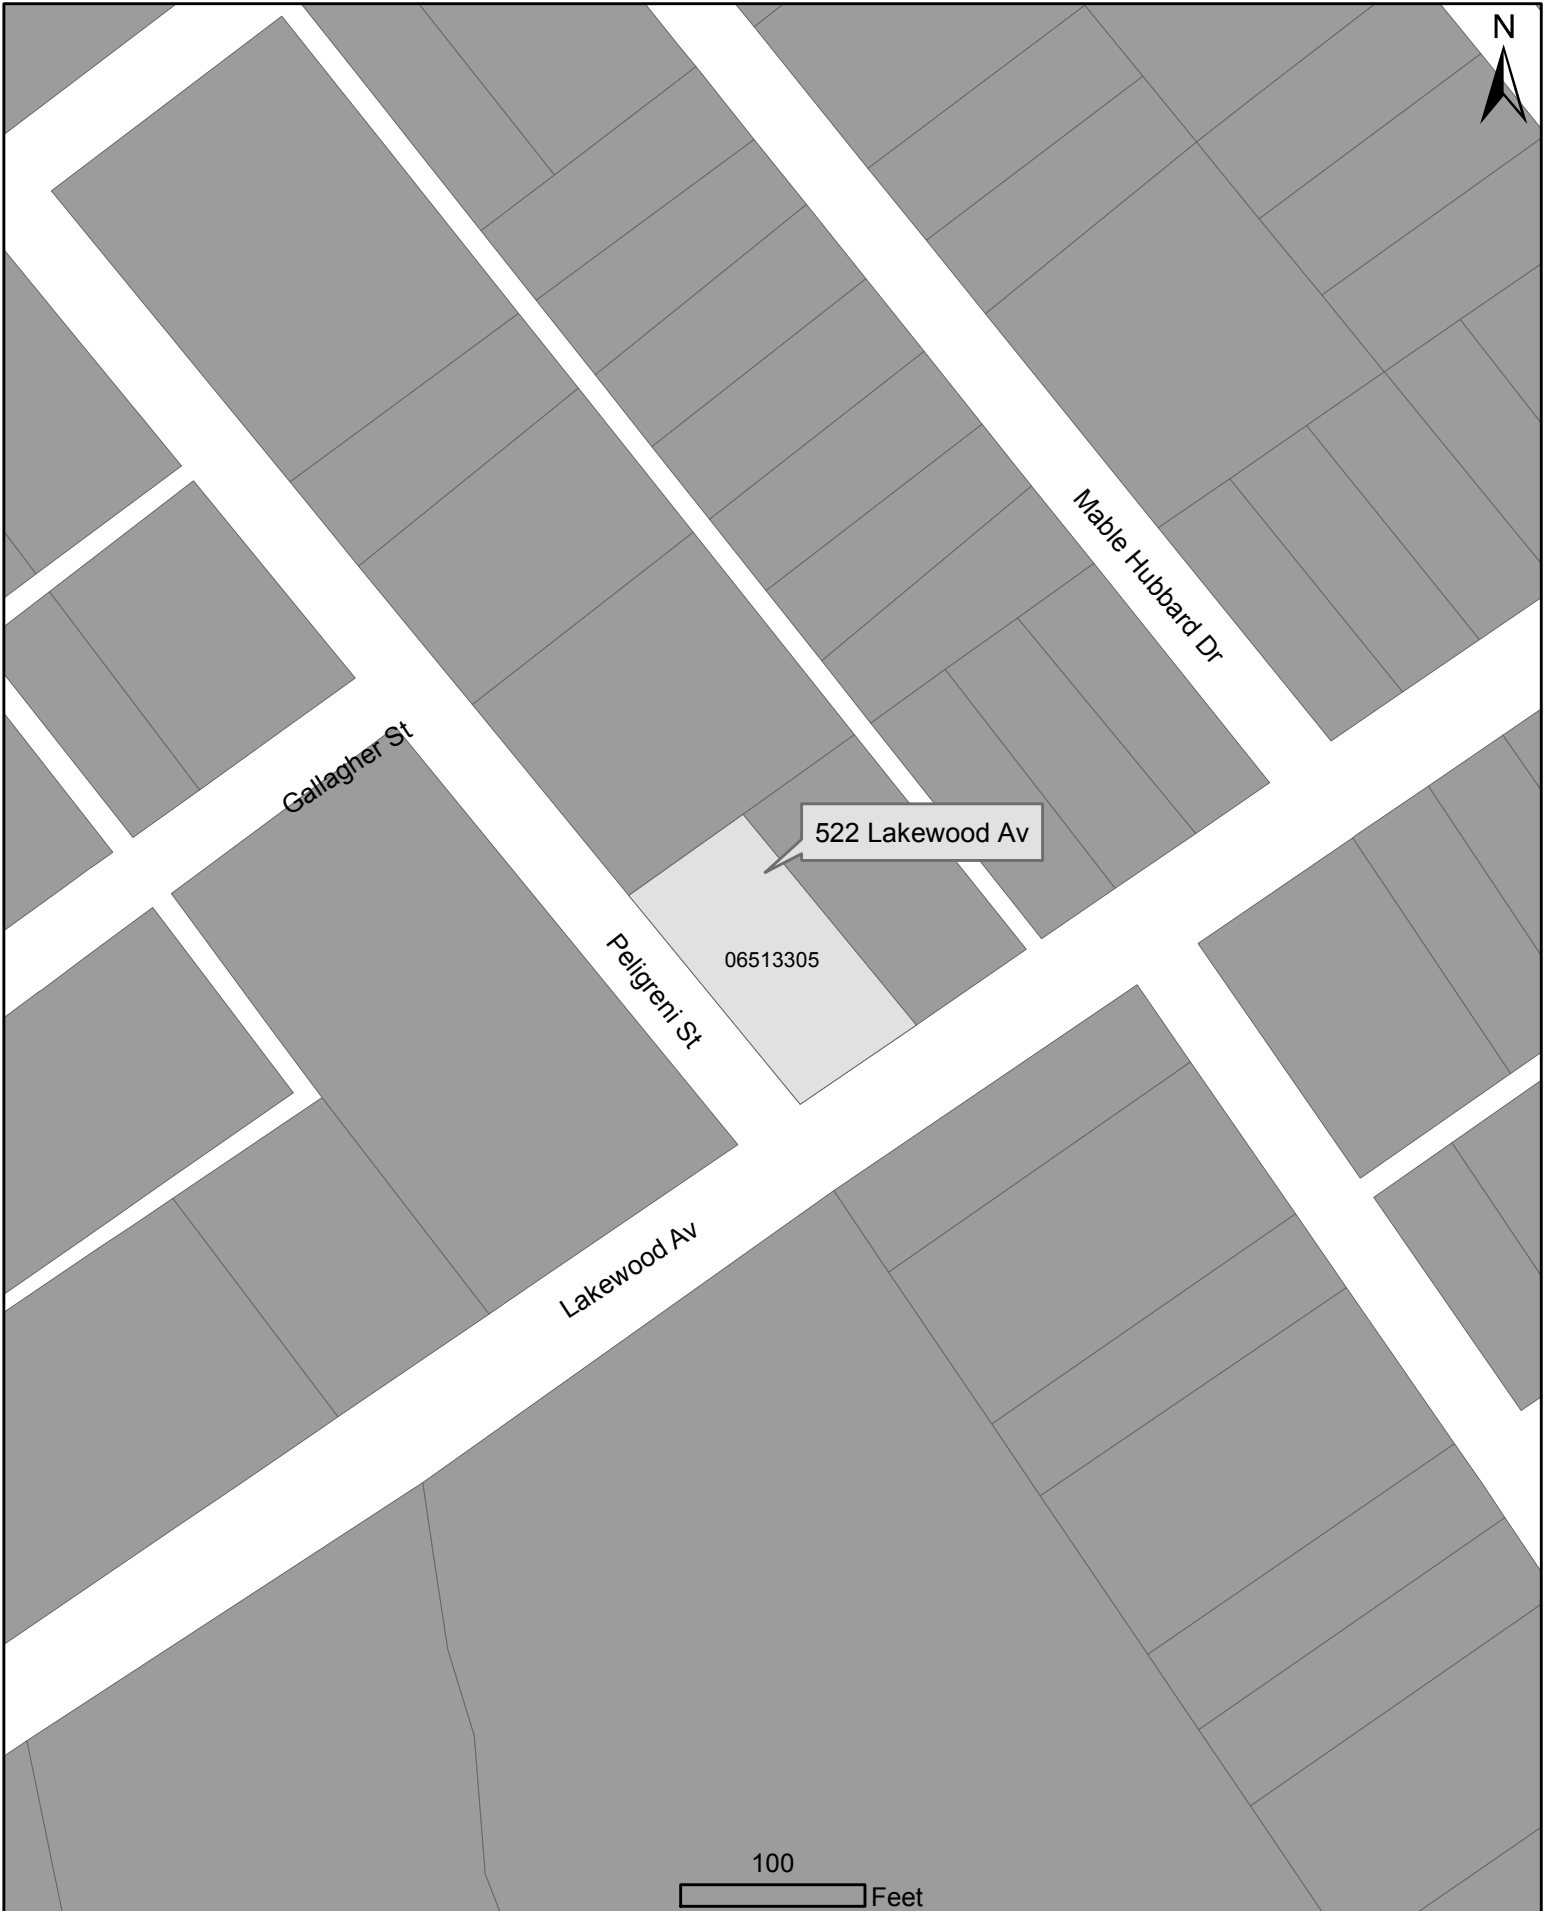 N
Mable Hubbard Dr
Gallagher St
522 Lakewood Av
06513305
Peligreni St
Lakewood Av
100
Feet